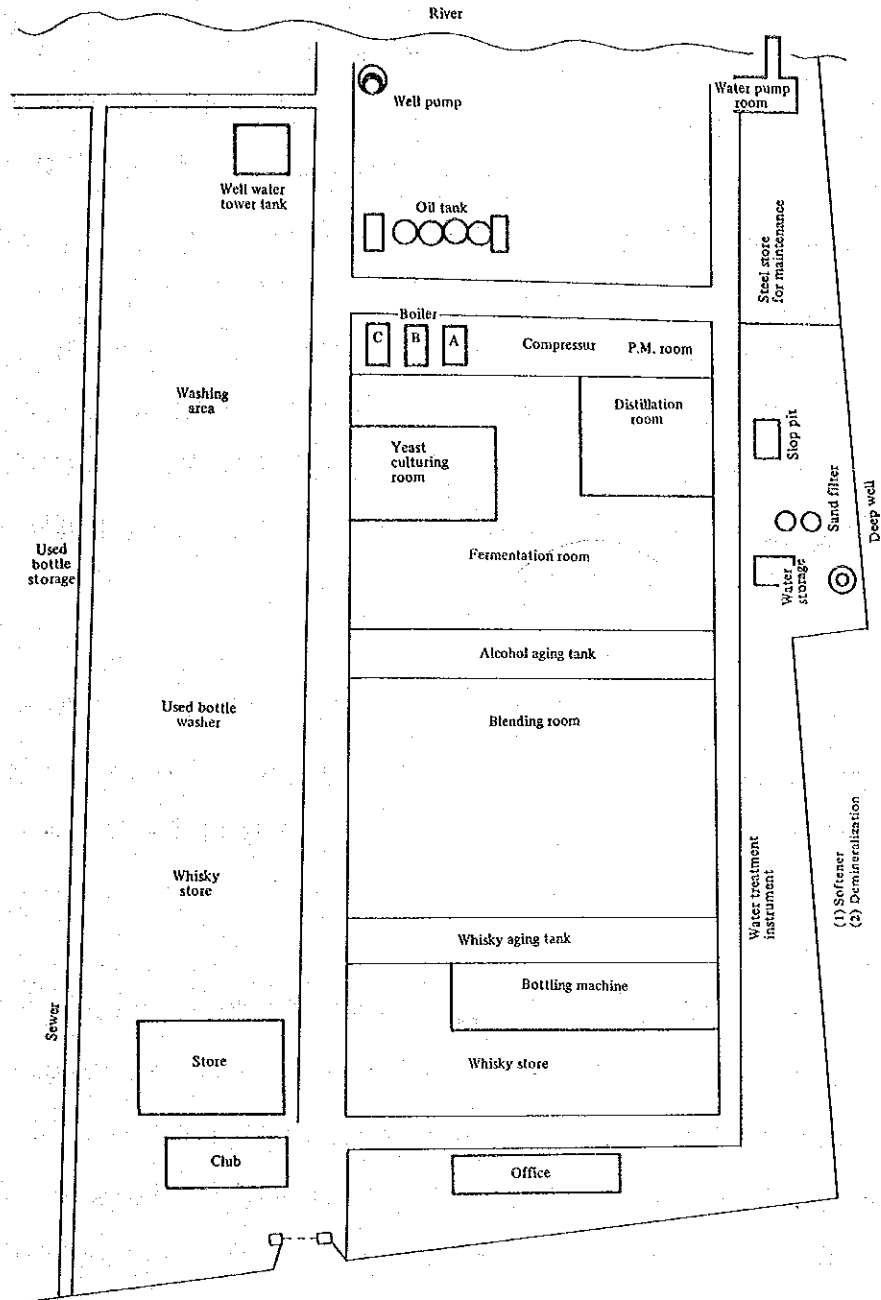 River
Well pump
Water pump
room
Well water
tower tank
Oil tank
Steel store
for maintenance
Boiler
C
B
A
Compressur
P.M. room
Washing
area
Distillation
room
Yeast
culturing
room
Slop pit
Sand filter
Deep well
Used
bottle
storage
Fermentation room
Water
storage
Alcohol aging tank
Used bottle
washer
Blending room
Whisky
store
Water treatment
instrument
(1) Softener
(2) Demineralization
Whisky aging tank
Bottling machine
Sewer
Store
Whisky store
Club
Office